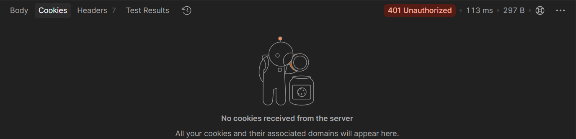 Body Cookies Headers 7 Test Results 401 Unauthorized • 113 ms • 297 B •
No cookies received from the server
All your cookies and their associated domains will appear here.